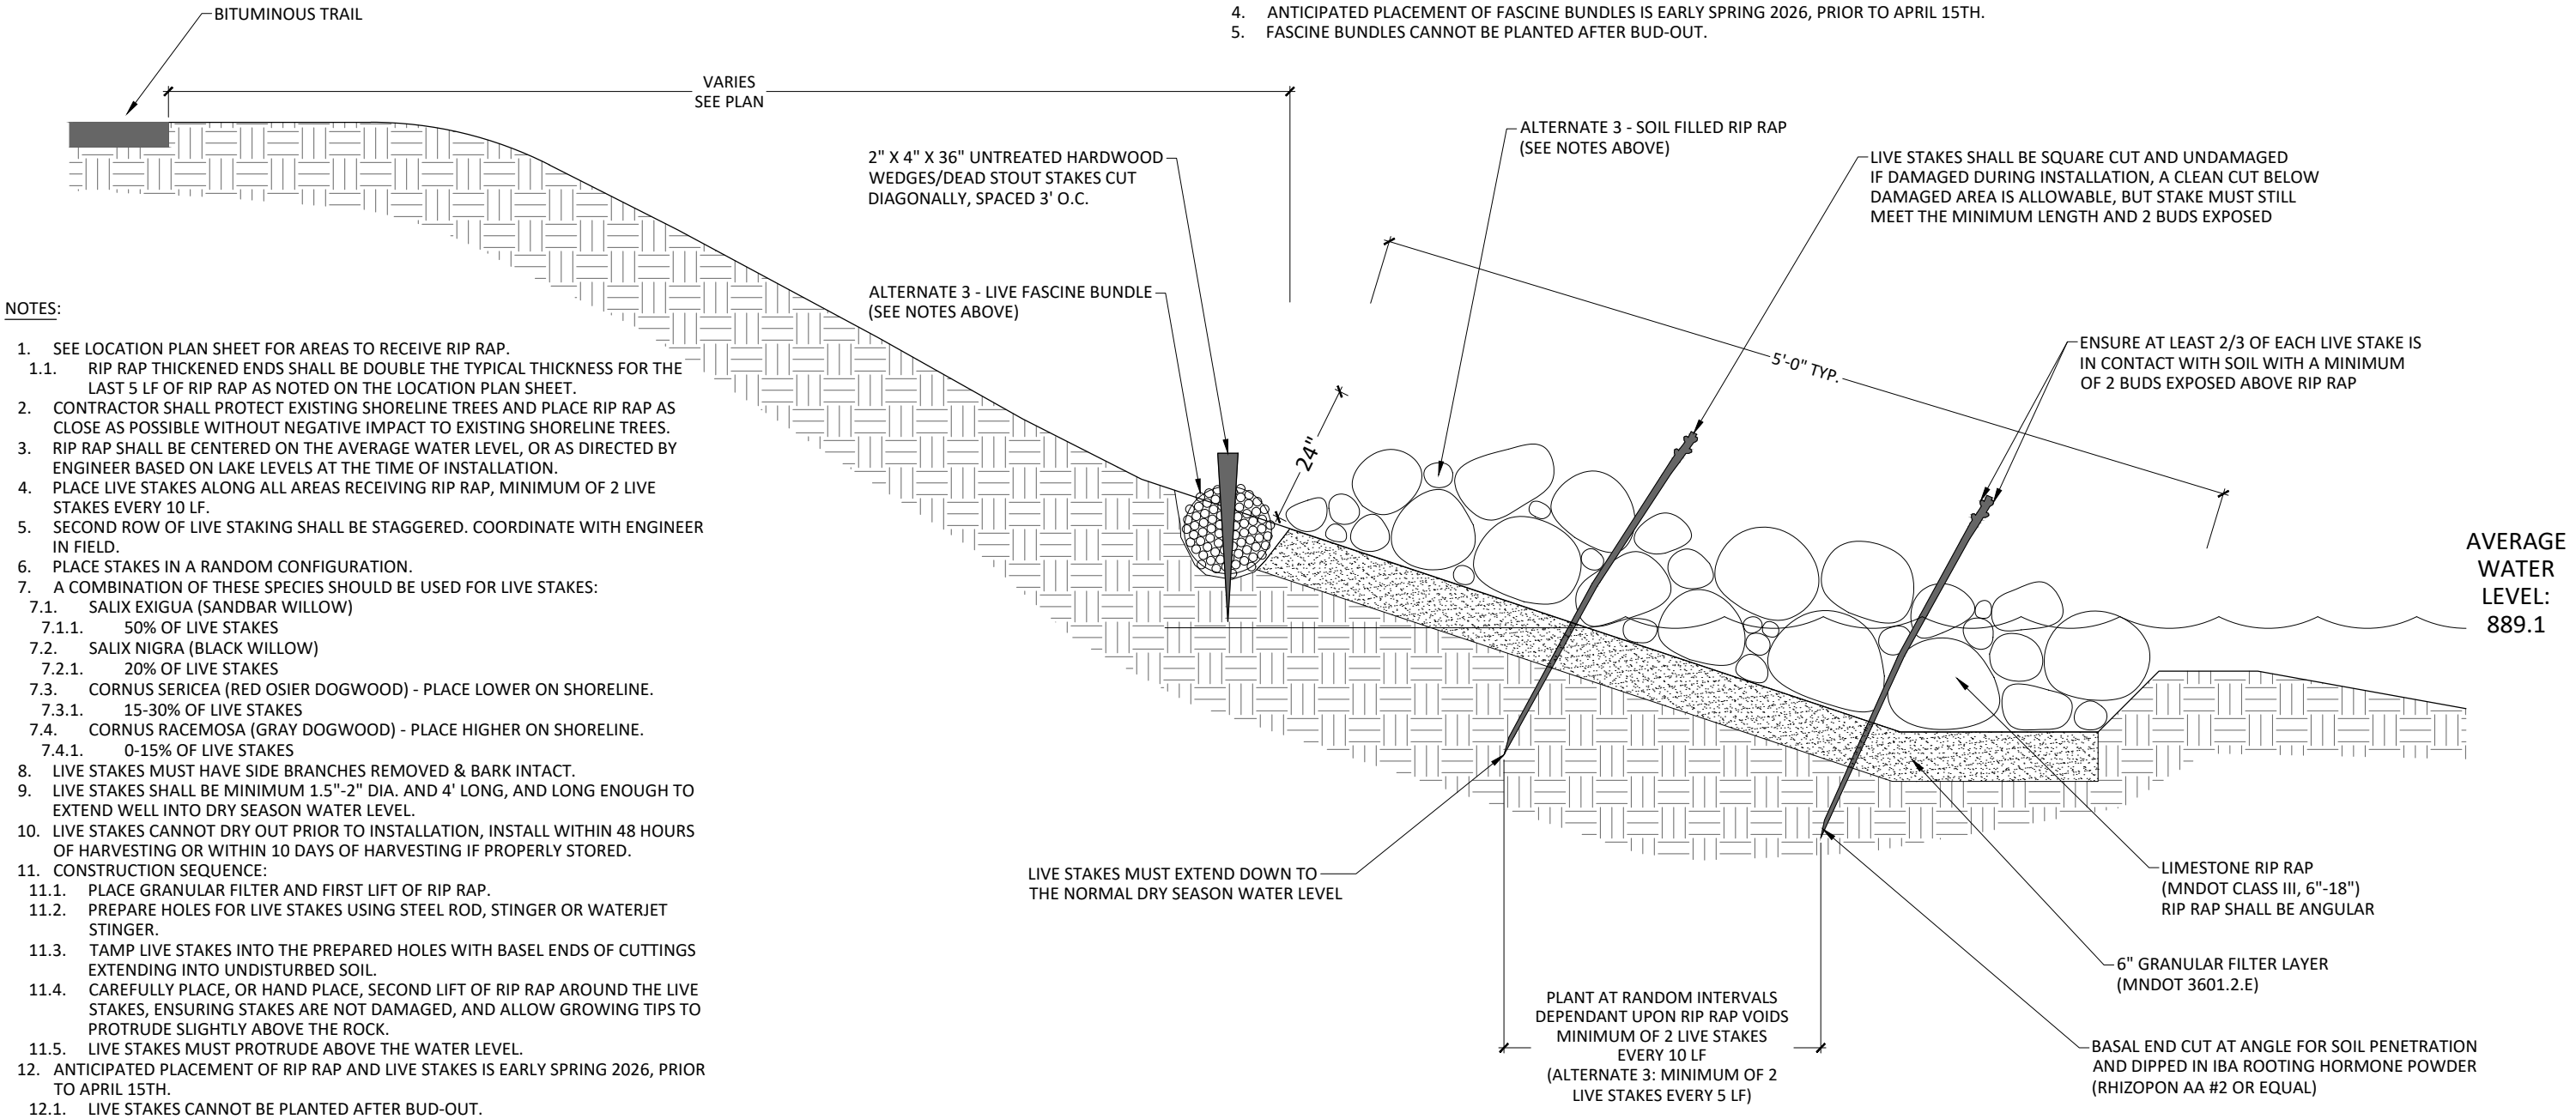 BITUMINOUS TRAIL
4. ANTICIPATED PLACEMENT OF FASCINE BUNDLES IS EARLY SPRING 2026, PRIOR TO APRIL 15TH.
5. FASCINE BUNDLES CANNOT BE PLANTED AFTER BUD-OUT.
VARIES
SEE PLAN
2" X 4" X 36" UNTREATED HARDWOOD
WEDGES/DEAD STOUT STAKES CUT
DIAGONALLY, SPACED 3' O.C.
ALTERNATE 3 - LIVE FASCINE BUNDLE
(SEE NOTES ABOVE)
ALTERNATE 3 - SOIL FILLED RIP RAP
(SEE NOTES ABOVE)
LIVE STAKES SHALL BE SQUARE CUT AND UNDAMAGED
IF DAMAGED DURING INSTALLATION, A CLEAN CUT BELOW
DAMAGED AREA IS ALLOWABLE, BUT STAKE MUST STILL
MEET THE MINIMUM LENGTH AND 2 BUDS EXPOSED
5'-0" TYP.
24"
ENSURE AT LEAST 2/3 OF EACH LIVE STAKE IS
IN CONTACT WITH SOIL WITH A MINIMUM
OF 2 BUDS EXPOSED ABOVE RIP RAP
AVERAGE
WATER
LEVEL:
889.1
NOTES:
1. SEE LOCATION PLAN SHEET FOR AREAS TO RECEIVE RIP RAP.
1.1. RIP RAP THICKENED ENDS SHALL BE DOUBLE THE TYPICAL THICKNESS FOR THE
LAST 5 LF OF RIP RAP AS NOTED ON THE LOCATION PLAN SHEET.
2. CONTRACTOR SHALL PROTECT EXISTING SHORELINE TREES AND PLACE RIP RAP AS
CLOSE AS POSSIBLE WITHOUT NEGATIVE IMPACT TO EXISTING SHORELINE TREES.
3. RIP RAP SHALL BE CENTERED ON THE AVERAGE WATER LEVEL, OR AS DIRECTED BY
ENGINEER BASED ON LAKE LEVELS AT THE TIME OF INSTALLATION.
4. PLACE LIVE STAKES ALONG ALL AREAS RECEIVING RIP RAP, MINIMUM OF 2 LIVE
STAKES EVERY 10 LF.
5. SECOND ROW OF LIVE STAKING SHALL BE STAGGERED. COORDINATE WITH ENGINEER
IN FIELD.
6. PLACE STAKES IN A RANDOM CONFIGURATION.
7. A COMBINATION OF THESE SPECIES SHOULD BE USED FOR LIVE STAKES:
7.1. SALIX EXIGUA (SANDBAR WILLOW)
7.1.1. 50% OF LIVE STAKES
7.2. SALIX NIGRA (BLACK WILLOW)
7.2.1. 20% OF LIVE STAKES
7.3. CORNUS SERICEA (RED OSIER DOGWOOD) - PLACE LOWER ON SHORELINE.
7.3.1. 15-30% OF LIVE STAKES
7.4. CORNUS RACEMOSA (GRAY DOGWOOD) - PLACE HIGHER ON SHORELINE.
7.4.1. 0-15% OF LIVE STAKES
8. LIVE STAKES MUST HAVE SIDE BRANCHES REMOVED & BARK INTACT.
9. LIVE STAKES SHALL BE MINIMUM 1.5"-2" DIA. AND 4' LONG, AND LONG ENOUGH TO
EXTEND WELL INTO DRY SEASON WATER LEVEL.
10. LIVE STAKES CANNOT DRY OUT PRIOR TO INSTALLATION, INSTALL WITHIN 48 HOURS
OF HARVESTING OR WITHIN 10 DAYS OF HARVESTING IF PROPERLY STORED.
11. CONSTRUCTION SEQUENCE:
11.1. PLACE GRANULAR FILTER AND FIRST LIFT OF RIP RAP.
11.2. PREPARE HOLES FOR LIVE STAKES USING STEEL ROD, STINGER OR WATERJET
STINGER.
11.3. TAMP LIVE STAKES INTO THE PREPARED HOLES WITH BASEL ENDS OF CUTTINGS
EXTENDING INTO UNDISTURBED SOIL.
11.4. CAREFULLY PLACE, OR HAND PLACE, SECOND LIFT OF RIP RAP AROUND THE LIVE
STAKES, ENSURING STAKES ARE NOT DAMAGED, AND ALLOW GROWING TIPS TO
PROTRUDE SLIGHTLY ABOVE THE ROCK.
11.5. LIVE STAKES MUST PROTRUDE ABOVE THE WATER LEVEL.
12. ANTICIPATED PLACEMENT OF RIP RAP AND LIVE STAKES IS EARLY SPRING 2026, PRIOR
TO APRIL 15TH.
12.1. LIVE STAKES CANNOT BE PLANTED AFTER BUD-OUT.
LIVE STAKES MUST EXTEND DOWN TO
THE NORMAL DRY SEASON WATER LEVEL
PLANT AT RANDOM INTERVALS
DEPENDANT UPON RIP RAP VOIDS
MINIMUM OF 2 LIVE STAKES
EVERY 10 LF
(ALTERNATE 3: MINIMUM OF 2
LIVE STAKES EVERY 5 LF)
LIMESTONE RIP RAP
(MNDOT CLASS III, 6"-18")
RIP RAP SHALL BE ANGULAR
6" GRANULAR FILTER LAYER
(MNDOT 3601.2.E)
BASAL END CUT AT ANGLE FOR SOIL PENETRATION
AND DIPPED IN IBA ROOTING HORMONE POWDER
(RHIZOPON AA #2 OR EQUAL)